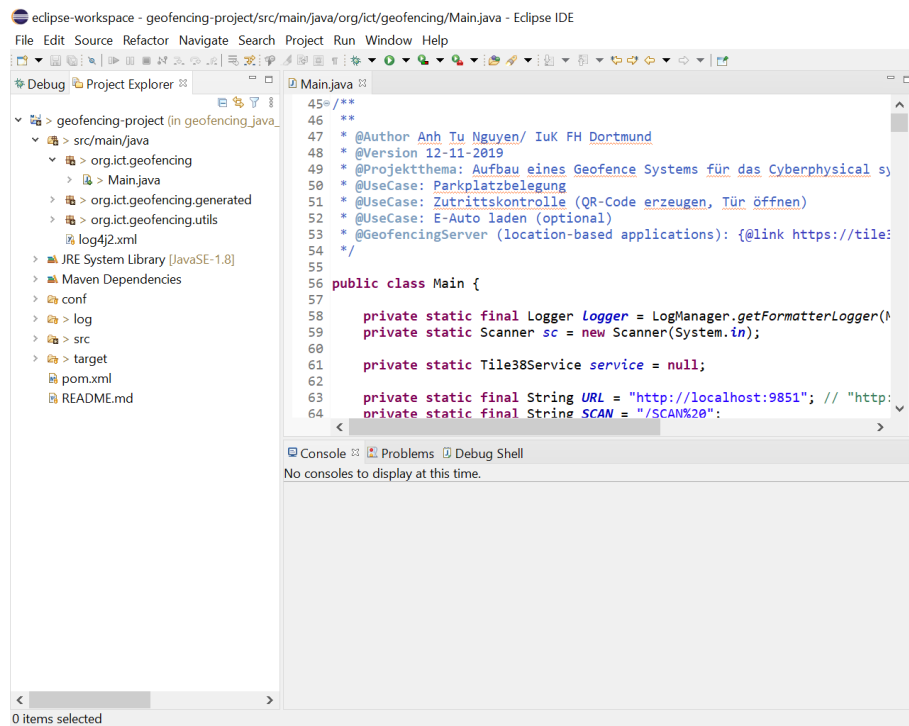 eclipse-workspace - geofencing-project/src/main/java/org/ict/geofencing/Main.java - Eclipse IDE
File Edit Source Refactor Navigate Search Project Run Window Help
Debug Project Explorer
> geofencing-project (in geofencing_java_
> src/main/java
> org.ict.geofencing
> Main.java
> org.ict.geofencing.generated
> org.ict.geofencing.utils
log4j2.xml
JRE System Library [JavaSE-1.8]
Maven Dependencies
conf
> log
> src
> target
pom.xml
README.md
0 items selected
Main.java
45 /**
46 **
47 * @Author Anh Tu Nguyen/ IuK FH Dortmund
48 * @Version 12-11-2019
49 * @Projektthema: Aufbau eines Geofence Systems für das Cyberphysical sy
50 * @UseCase: Parkplatzbelegung
51 * @UseCase: Zutrittskontrolle (QR-Code erzeugen, Tür öffnen)
52 * @UseCase: E-Auto laden (optional)
53 * @GeofencingServer (location-based applications): {@link https://tile3
54 */
55
56 public class Main {
57
58 private static final Logger logger = LogManager.getFormatterLogger(M
59 private static Scanner sc = new Scanner(System.in);
60
61 private static Tile38Service service = null;
62
63 private static final String URL = "http://localhost:9851"; // "http:
64 private static final String SCAN = "/SCAN%20";
Console Problems Debug Shell
No consoles to display at this time.